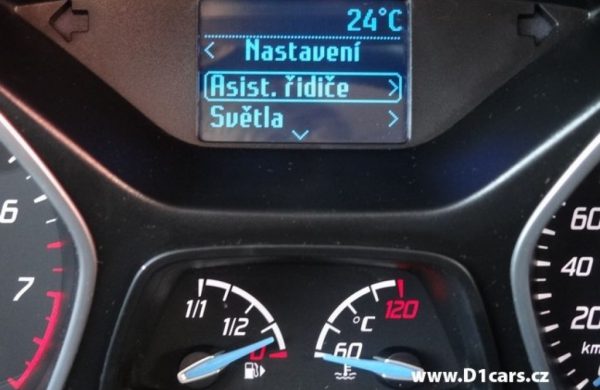 24°C
< Nastavení
Asist. řidiče >
Světla >
6
7
1/1
1/2
0
120
°C
60
60
40
20
km
www.D1cars.cz